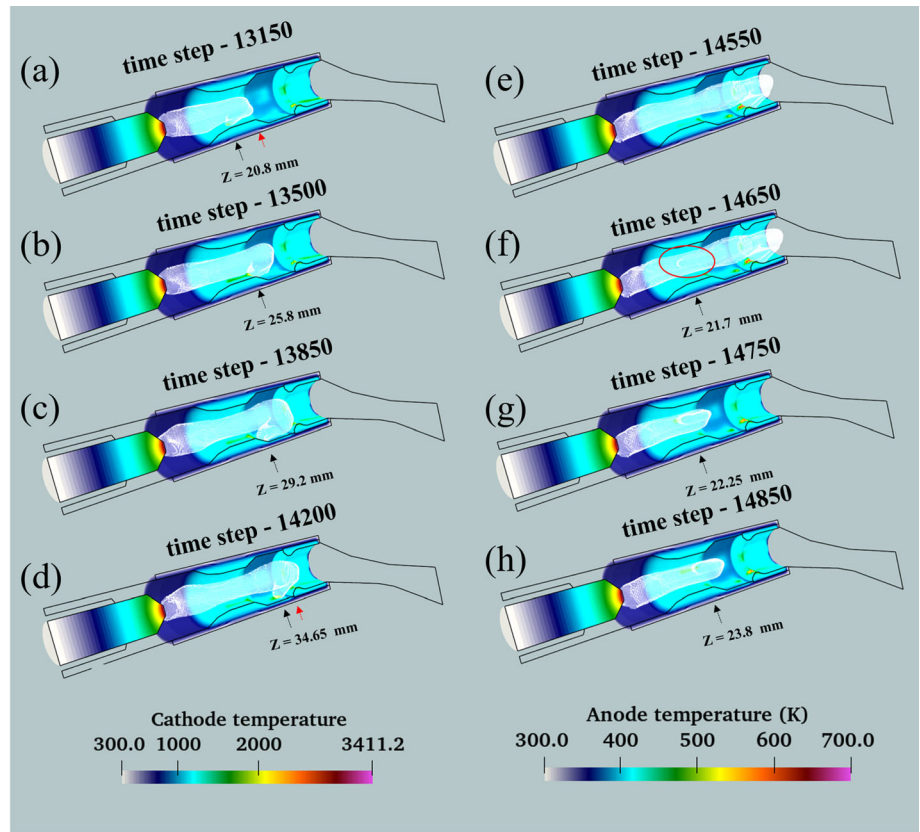 (a)
time step - 13150
Z = 20.8 mm
(b)
time step - 13500
Z = 25.8 mm
(c)
time step - 13850
Z = 29.2 mm
(d)
time step - 14200
Z = 34.65 mm
(e)
time step - 14550
(f)
time step - 14650
Z = 21.7 mm
(g)
time step - 14750
Z = 22.25 mm
(h)
time step - 14850
Z = 23.8 mm
Cathode temperature
300.0 1000 2000 3411.2
Anode temperature (K)
300.0 400 500 600 700.0